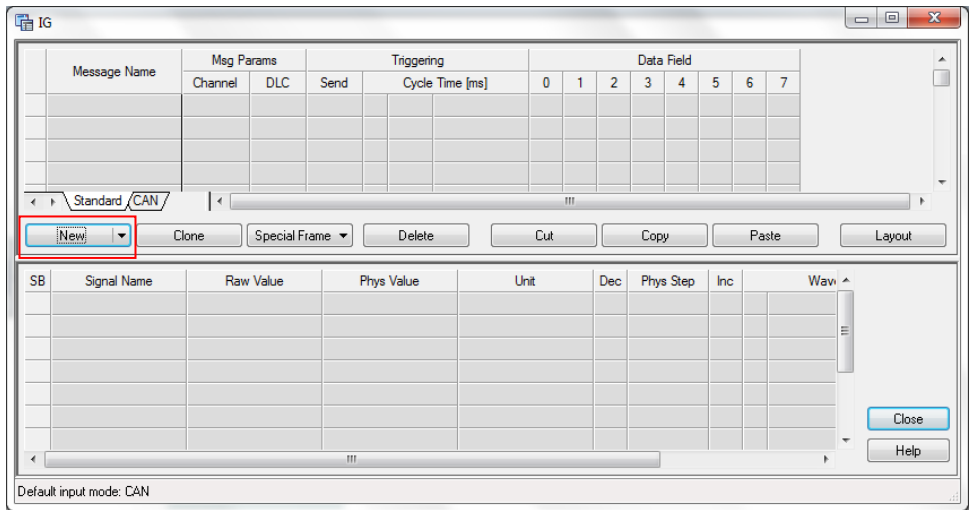 IG
Msg Params Triggering Data Field
Message Name
Channel DLC Send Cycle Time [ms] 0 1 2 3 4 5 6 7
Standard CAN
New Clone Special Frame Delete Cut Copy Paste Layout
SB Signal Name Raw Value Phys Value Unit Dec Phys Step Inc Wav
Close
Help
Default input mode: CAN